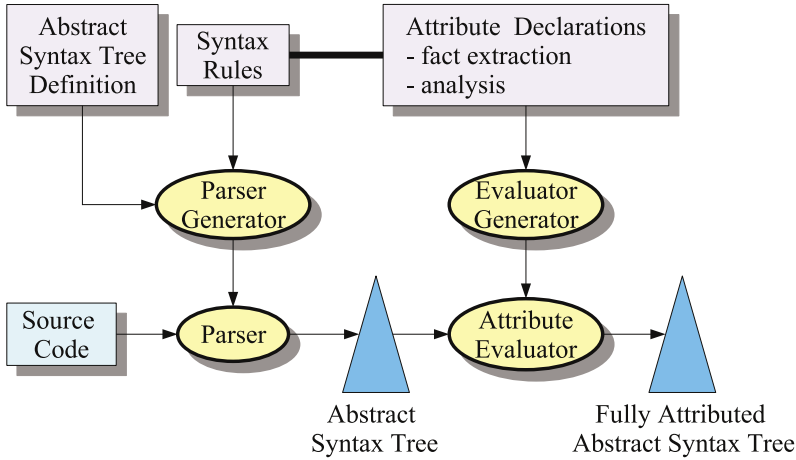 Abstract
Syntax Tree
Definition
Syntax
Rules
Attribute Declarations
- fact extraction
- analysis
Parser
Generator
Evaluator
Generator
Source
Code
Parser
Attribute
Evaluator
Abstract
Syntax Tree
Fully Attributed
Abstract Syntax Tree